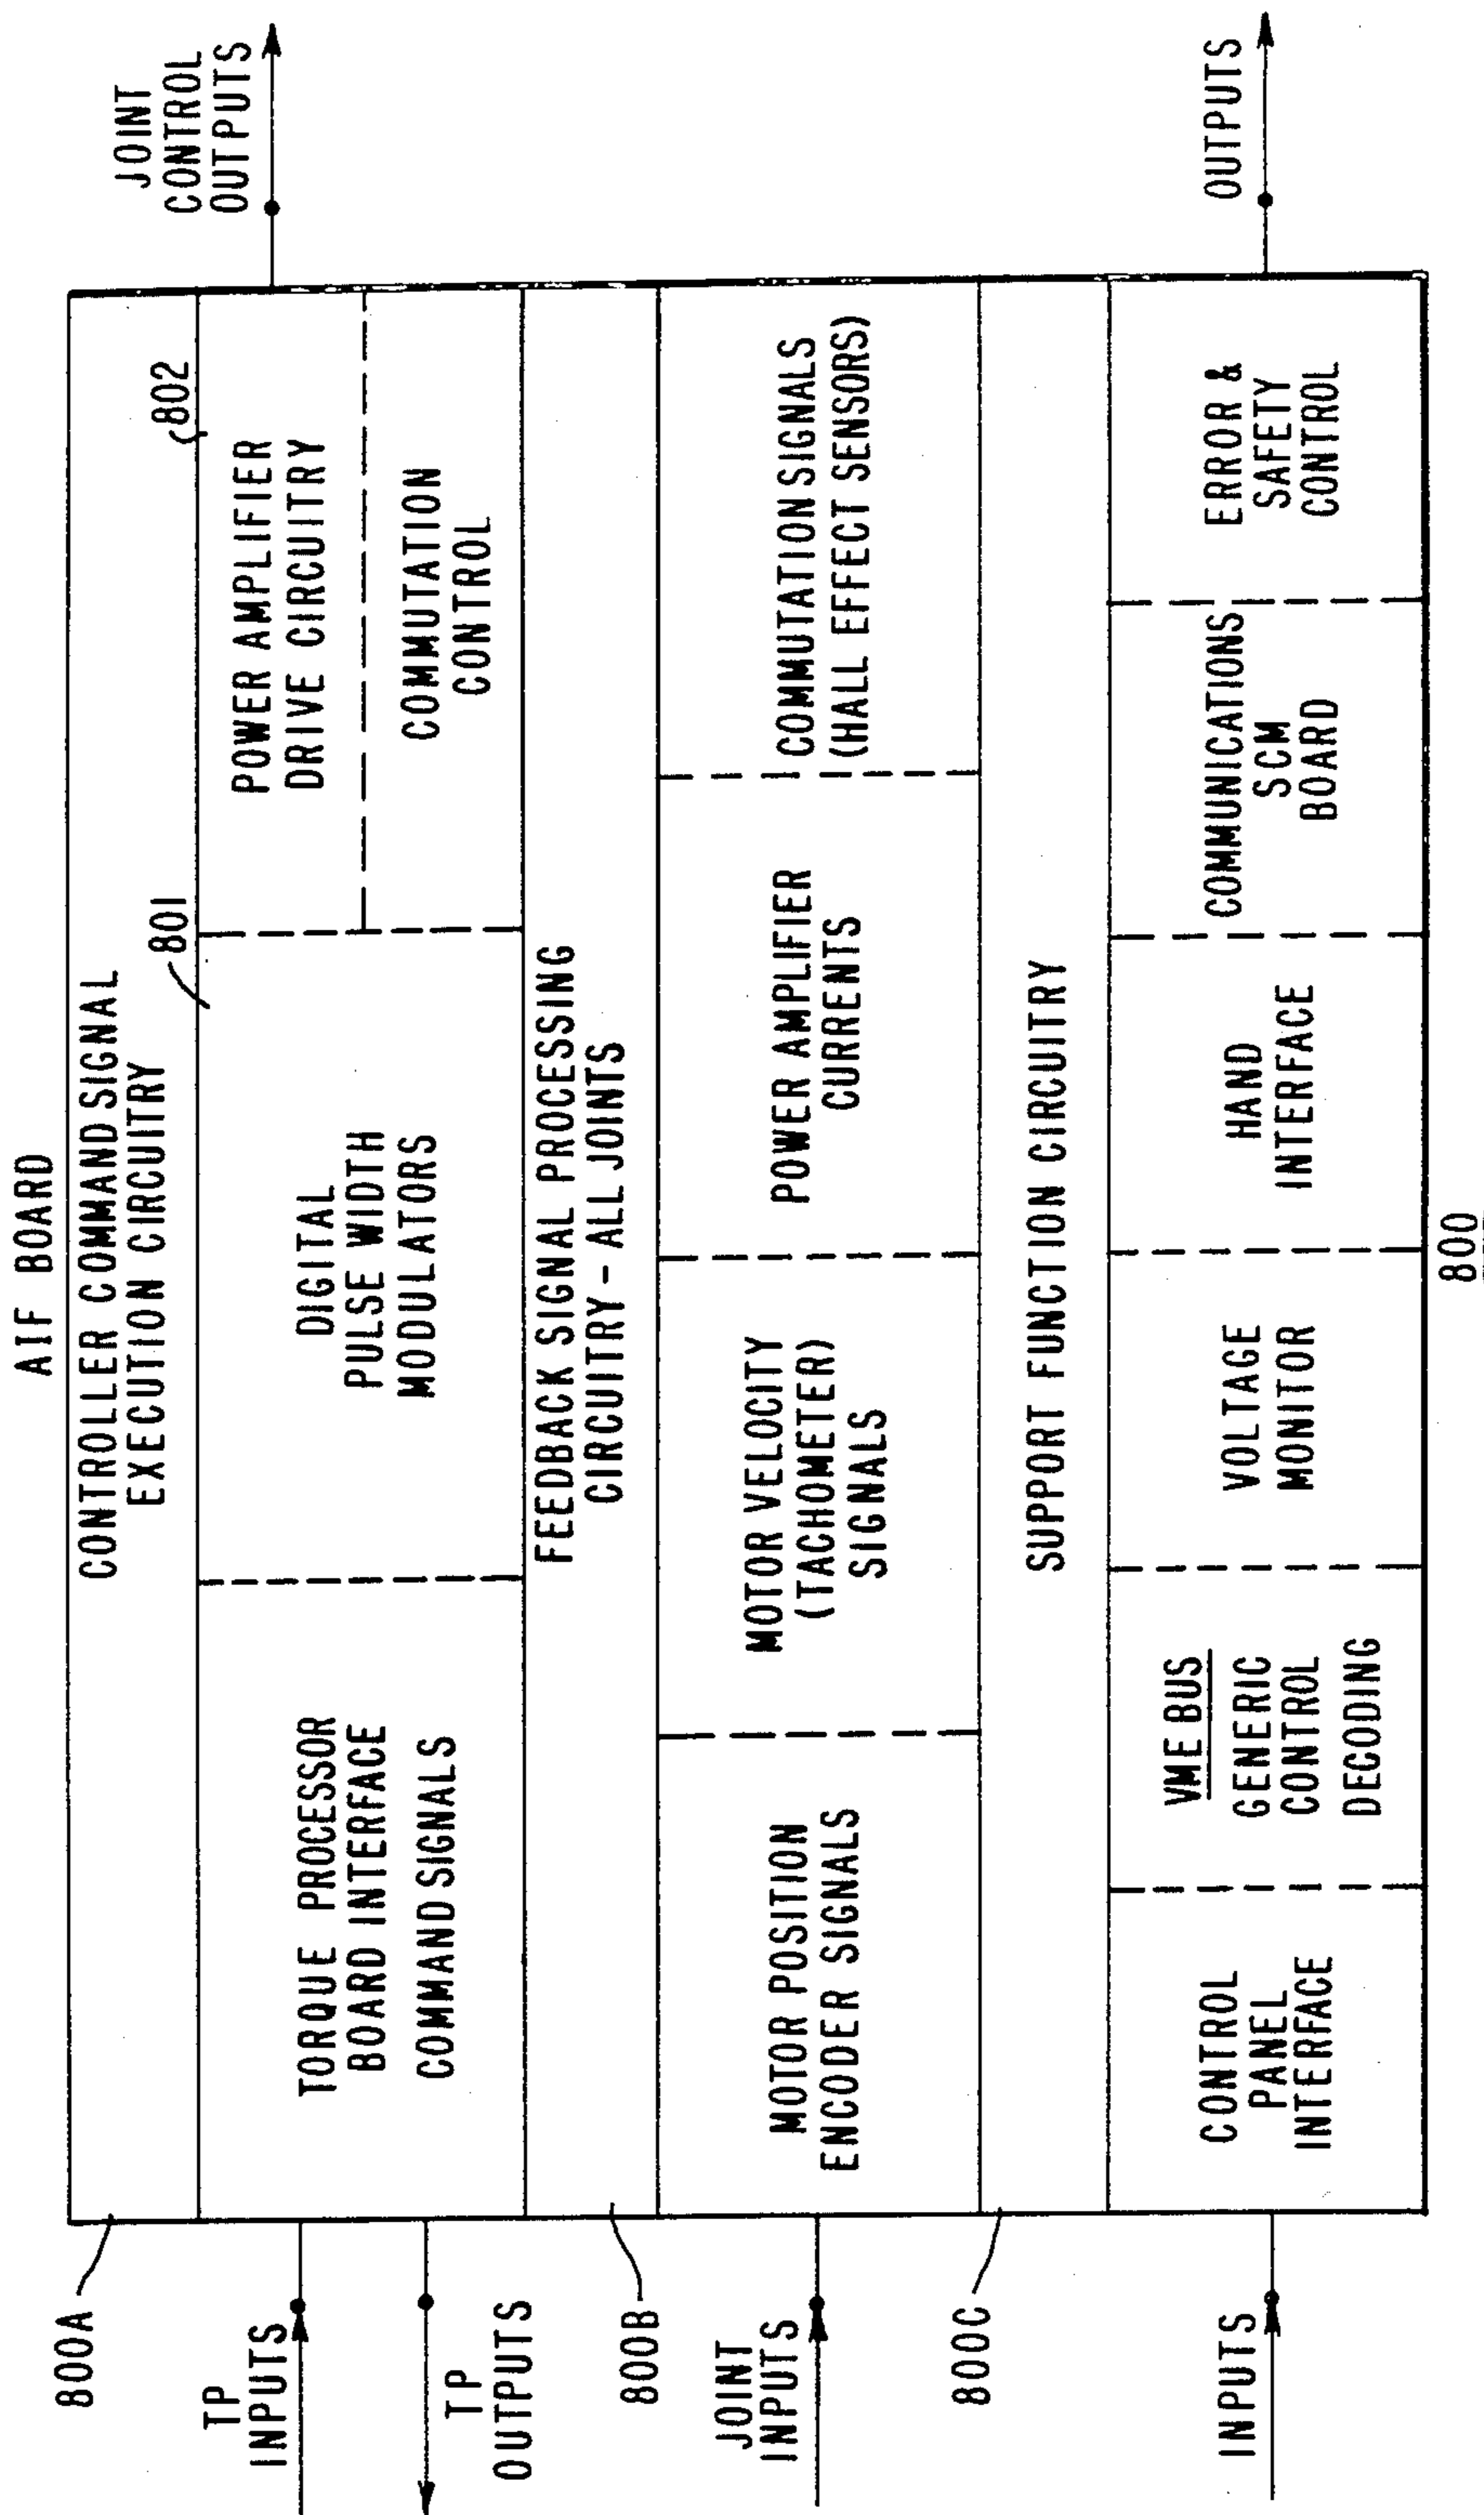 AIF BOARD
800A
CONTROLLER COMMAND SIGNAL
EXECUTION CIRCUITRY
801
802
TP
INPUTS
TP
OUTPUTS
TORQUE PROCESSOR
BOARD INTERFACE
COMMAND SIGNALS
DIGITAL
PULSE WIDTH
MODULATORS
POWER AMPLIFIER
DRIVE CIRCUITRY
COMMUTATION
CONTROL
JOINT
CONTROL
OUTPUTS
800B
FEEDBACK SIGNAL PROCESSING
CIRCUITRY - ALL JOINTS
JOINT
INPUTS
MOTOR POSITION
ENCODER SIGNALS
MOTOR VELOCITY
(TACHOMETER)
SIGNALS
POWER AMPLIFIER
CURRENTS
COMMUTATION SIGNALS
(HALL EFFECT SENSORS)
800C
SUPPORT FUNCTION CIRCUITRY
INPUTS
CONTROL
PANEL
INTERFACE
VME BUS
GENERIC
CONTROL
DECODING
VOLTAGE
MONITOR
HAND
INTERFACE
COMMUNICATIONS
SCM
BOARD
ERROR &
SAFETY
CONTROL
OUTPUTS
800